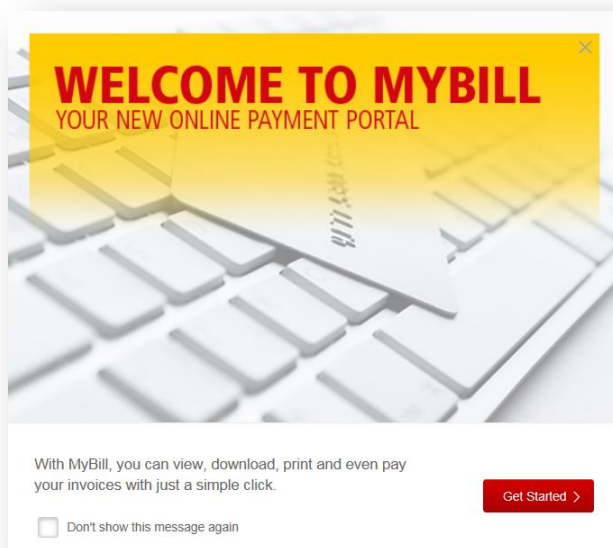 WELCOME TO MYBILL
YOUR NEW ONLINE PAYMENT PORTAL
With MyBill, you can view, download, print and even pay
your invoices with just a simple click.
Get Started >
Don't show this message again